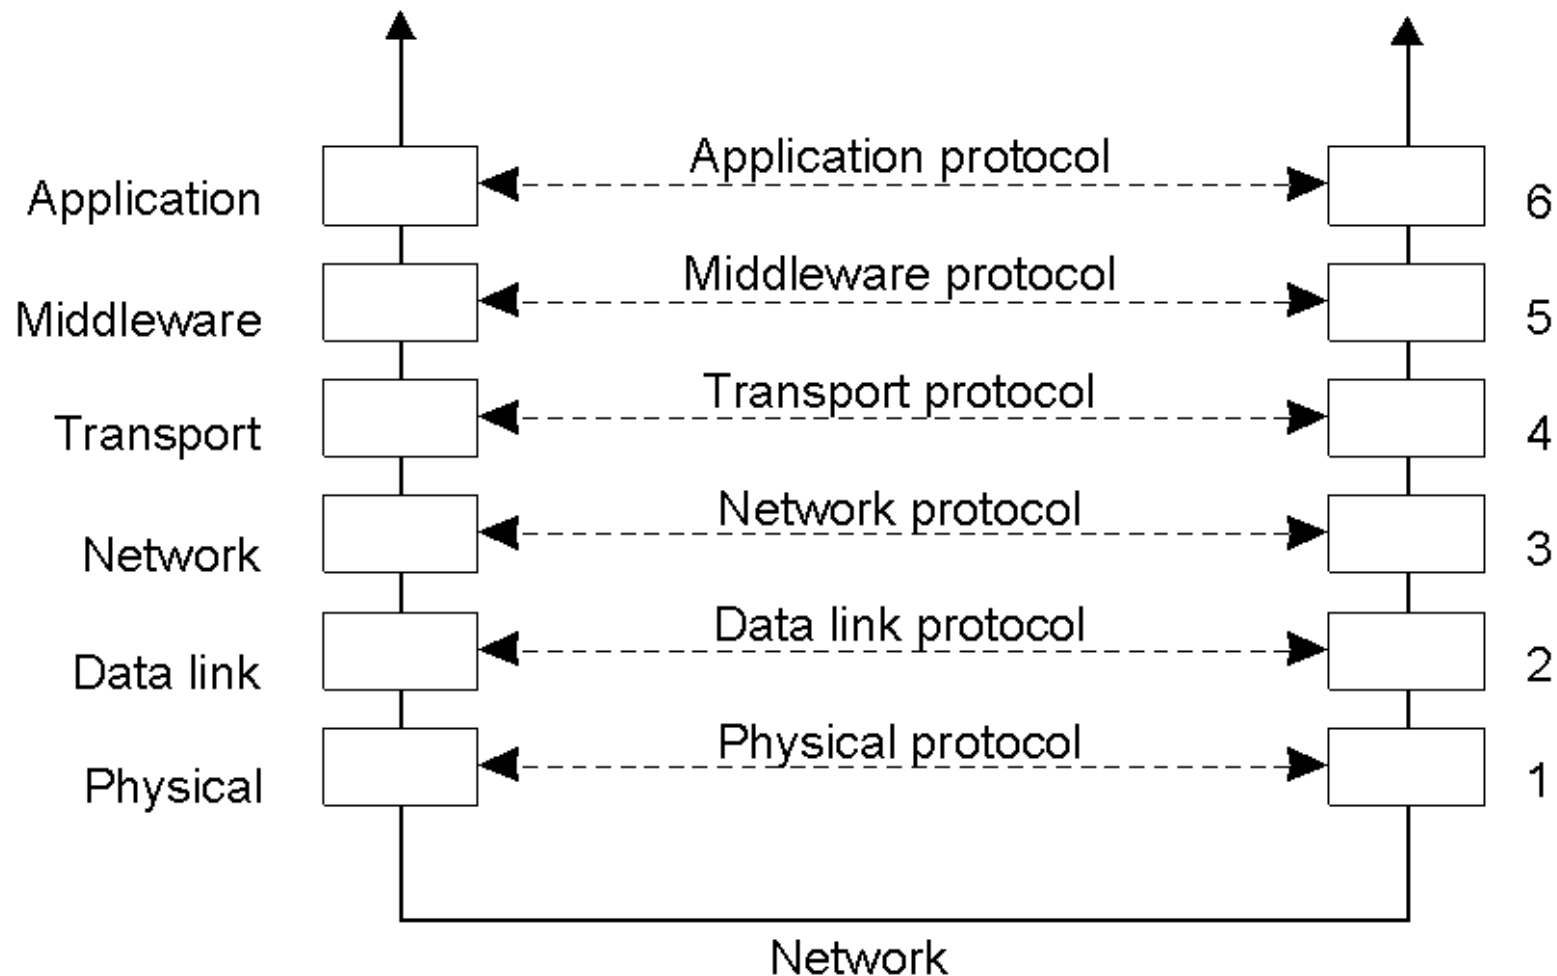 Application protocol
Application
6
Middleware protocol
Middleware
5
Transport protocol
Transport
4
Network protocol
Network
3
Data link protocol
Data link
2
Physical protocol
Physical
1
Network